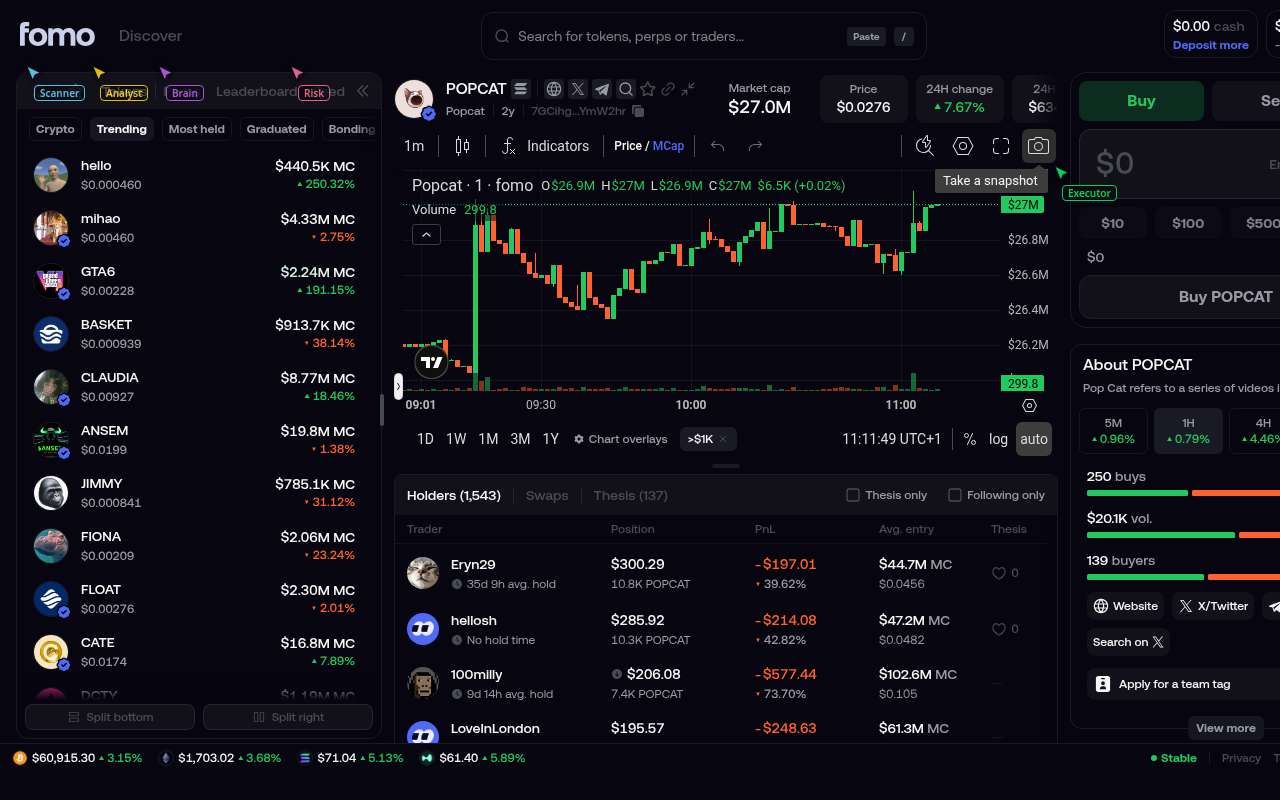 fomo Discover
Search for tokens, perps or traders... Paste /
$0.00 cash
Deposit more
Scanner Analyst Brain Leaderboard Risk
Crypto Trending Most held Graduated Bonding
hello $440.5K MC
$0.000460 250.32%
mihao $4.33M MC
$0.00460 2.75%
GTA6 $2.24M MC
$0.00228 191.15%
BASKET $913.7K MC
$0.000939 38.14%
CLAUDIA $8.77M MC
$0.00927 18.46%
ANSEM $19.8M MC
$0.0199 1.38%
JIMMY $785.1K MC
$0.000841 31.12%
FIONA $2.06M MC
$0.00209 23.24%
FLOAT $2.30M MC
$0.00276 2.01%
CATE $16.8M MC
$0.0174 7.89%
DCTY $1.19M MC
Split bottom Split right
POPCAT
Popcat 2y 7GCihg...YmW2hr
Market cap
$27.0M
Price
$0.0276
24H change
7.67%
24H
$63
1m Indicators Price / MCap
Take a snapshot
Executor
Popcat · 1 · fomo O$26.9M H$27M L$26.9M C$27M $6.5K (+0.02%)
Volume 299.8
$27M
$26.8M
$26.6M
$26.4M
$26.2M
299.8
09:01 09:30 10:00 11:00
1D 1W 1M 3M 1Y Chart overlays >$1K × 11:11:49 UTC+1 % log auto
Holders (1,543) Swaps Thesis (137) Thesis only Following only
Trader Position PnL Avg. entry Thesis
Eryn29 $300.29 -$197.01 $44.7M MC
35d 9h avg. hold 10.8K POPCAT 39.62% $0.0456 0
hellosh $285.92 -$214.08 $47.2M MC
No hold time 10.3K POPCAT 42.82% $0.0482 0
100milly $206.08 -$577.44 $102.6M MC
9d 14h avg. hold 7.4K POPCAT 73.70% $0.105
LoveInLondon $195.57 -$248.63 $61.3M MC
Buy Se
$0
$10 $100 $500
$0
Buy POPCAT
About POPCAT
Pop Cat refers to a series of videos
5M 1H 4H
0.96% 0.79% 4.46%
250 buys
$20.1K vol.
139 buyers
Website X/Twitter
Search on X
Apply for a team tag
View more
$60,915.30 3.15% $1,703.02 3.68% $71.04 5.13% $61.40 5.89%
Stable Privacy